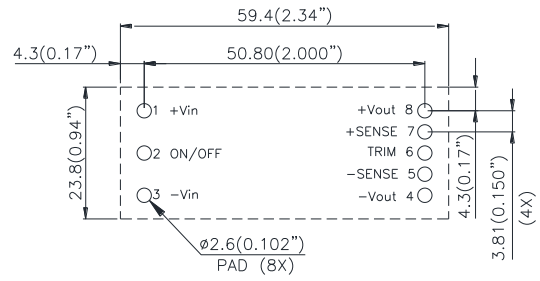 59.4(2.34")
4.3(0.17")
50.80(2.000")
1 +Vin
+Vout 8
+SENSE 7
2 ON/OFF
TRIM 6
-SENSE 5
3 -Vin
-Vout 4
23.8(0.94")
4.3(0.17")
3.81(0.150")
(4X)
ø2.6(0.102")
PAD (8X)